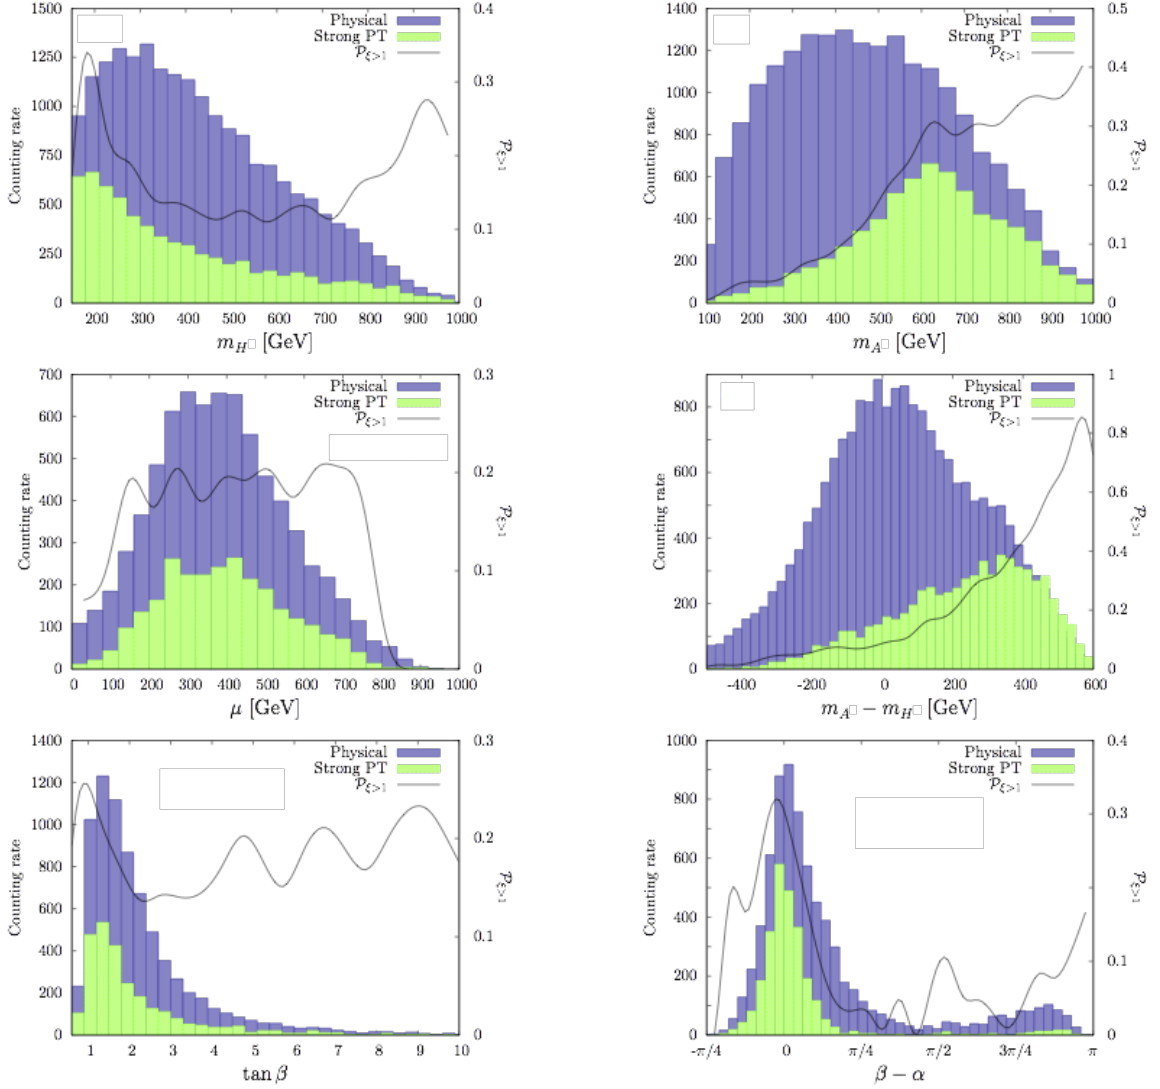 1500
1250
1000
750
500
250
0
Counting rate
Physical
Strong PT
𝒫ξ>1
0.4
0.3
0.1
0
𝒫ξ>1
200 300 400 500 600 700 800 900 1000
m_H□ [GeV]
1400
1200
1000
800
600
400
200
0
Counting rate
Physical
Strong PT
𝒫ξ>1
0.5
0.4
0.3
0.2
0.1
0
𝒫ξ>1
100 200 300 400 500 600 700 800 900 1000
m_A□ [GeV]
700
600
500
400
300
200
100
0
Counting rate
Physical
Strong PT
𝒫ξ>1
0.3
0.2
0.1
0
𝒫ξ>1
0 100 200 300 400 500 600 700 800 900 1000
μ [GeV]
800
600
400
200
0
Counting rate
Physical
Strong PT
𝒫ξ>1
1
0.8
0.6
0.4
0.2
0
𝒫ξ>1
-400 -200 0 200 400 600
m_A□ − m_H□ [GeV]
1400
1200
1000
800
600
400
200
0
Counting rate
Physical
Strong PT
𝒫ξ>1
0.3
0.2
0.1
0
𝒫ξ>1
1 2 3 4 5 6 7 8 9 10
tan β
1000
800
600
400
200
0
Counting rate
Physical
Strong PT
𝒫ξ>1
0.4
0.3
0.1
0
𝒫ξ>1
-π/4 0 π/4 π/2 3π/4 π
β − α